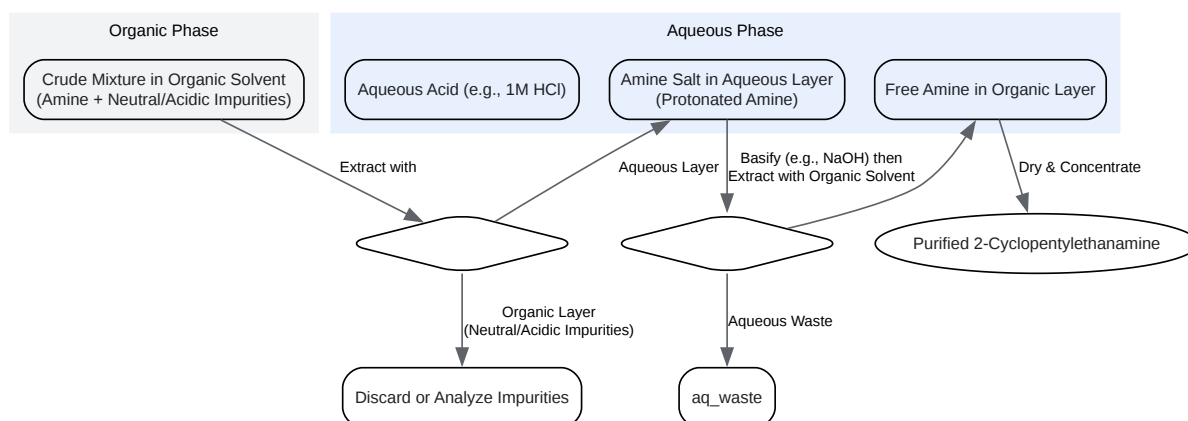 Organic Phase
Aqueous Phase
Crude Mixture in Organic Solvent
(Amine + Neutral/Acidic Impurities)
Aqueous Acid (e.g., 1M HCl)
Amine Salt in Aqueous Layer
(Protonated Amine)
Free Amine in Organic Layer
Extract with
Aqueous Layer
Basify (e.g., NaOH) then
Extract with Organic Solvent
Dry & Concentrate
Purified 2-Cyclopentylethanamine
Organic Layer
(Neutral/Acidic Impurities)
Aqueous Waste
Discard or Analyze Impurities
aq_waste